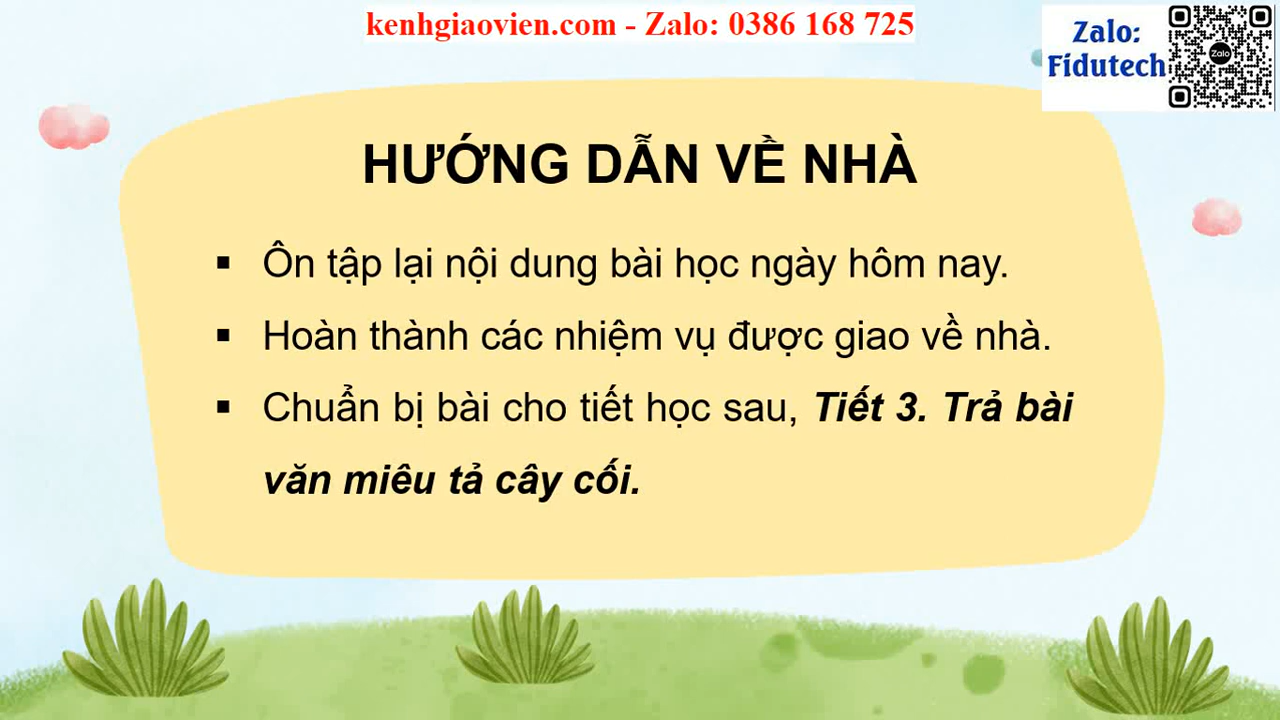 kenhgiaovien.com - Zalo: 0386 168 725
Zalo:
Fidutech
Zalo
HƯỚNG DẪN VỀ NHÀ
▪ Ôn tập lại nội dung bài học ngày hôm nay.
▪ Hoàn thành các nhiệm vụ được giao về nhà.
▪ Chuẩn bị bài cho tiết học sau, Tiết 3. Trả bài
văn miêu tả cây cối.